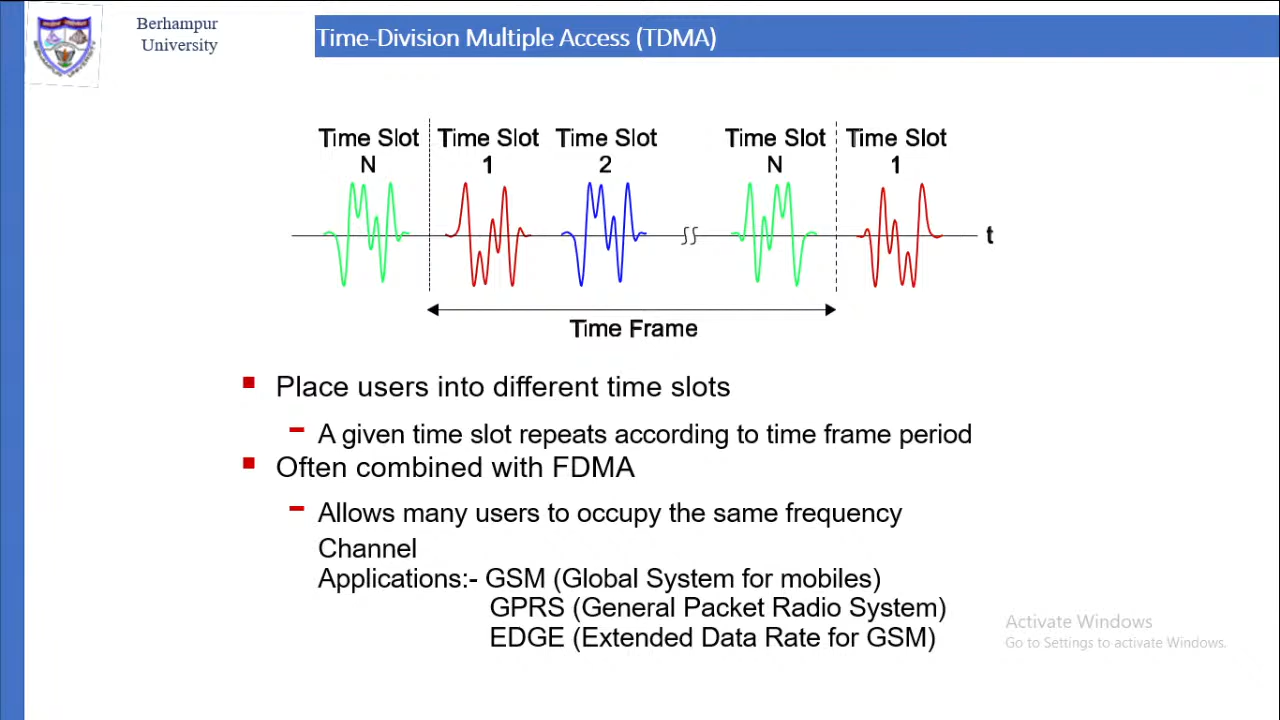 Berhampur
University
Time-Division Multiple Access (TDMA)
Time Slot Time Slot Time Slot Time Slot Time Slot
N 1 2 N 1
t
Time Frame
Place users into different time slots
A given time slot repeats according to time frame period
Often combined with FDMA
Allows many users to occupy the same frequency
Channel
Applications:- GSM (Global System for mobiles)
GPRS (General Packet Radio System)
EDGE (Extended Data Rate for GSM)
Activate Windows
Go to Settings to activate Windows.